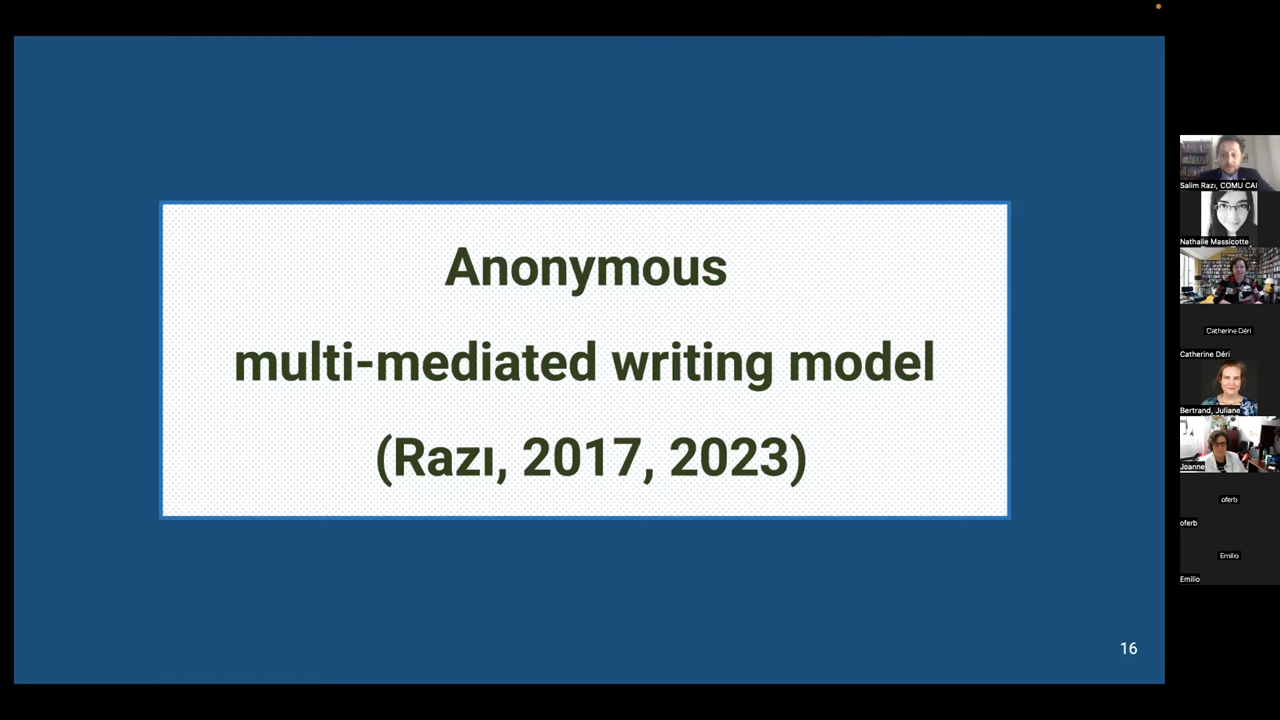 Anonymous
multi-mediated writing model
(Razı, 2017, 2023)
16
Salim Razı, COMU CAI
Nathalie Massicotte
Catherine Déri
Catherine Déri
Bertrand, Juliane
Joanne
oferb
oferb
Emilio
Emilio